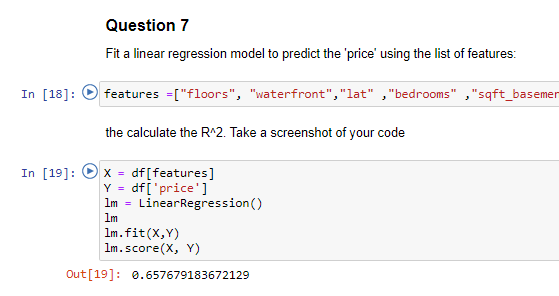 Question 7
Fit a linear regression model to predict the 'price' using the list of features:
In [18]: features =["floors", "waterfront","lat" ,"bedrooms" ,"sqft_basemen
the calculate the R^2. Take a screenshot of your code
In [19]: X = df[features]
Y = df['price']
lm = LinearRegression()
lm
lm.fit(X,Y)
lm.score(X, Y)
Out[19]: 0.657679183672129